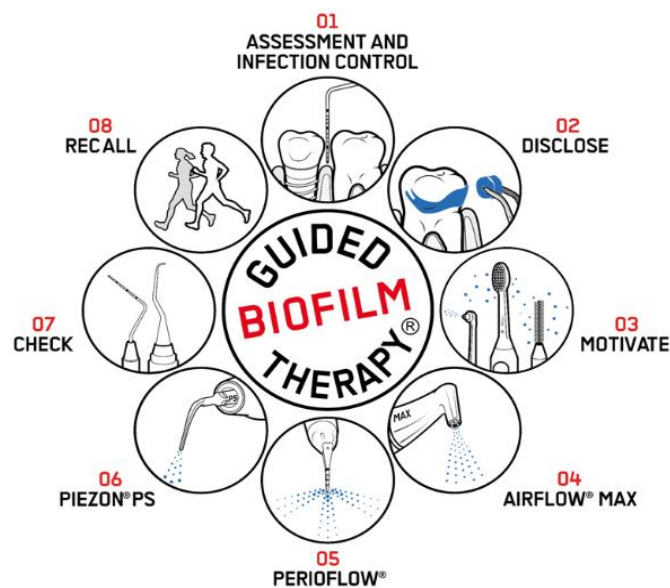 01
ASSESSMENT AND
INFECTION CONTROL
02
DISCLOSE
03
MOTIVATE
04
AIRFLOW® MAX
05
PERIOFLOW®
06
PIEZON® PS
07
CHECK
08
RECALL
GUIDED
BIOFILM
THERAPY®
MAX
PS